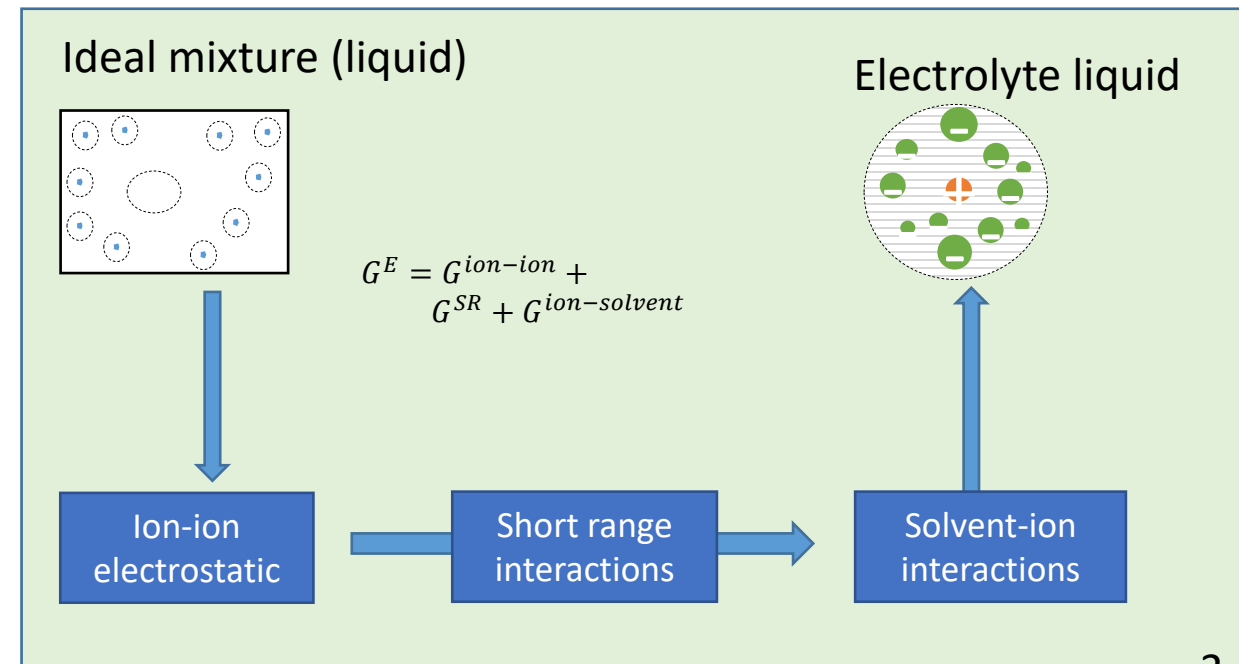 Ideal mixture (liquid)
Electrolyte liquid
G^E = G^{ion-ion} +
G^{SR} + G^{ion-solvent}
Ion-ion
electrostatic
Short range
interactions
Solvent-ion
interactions